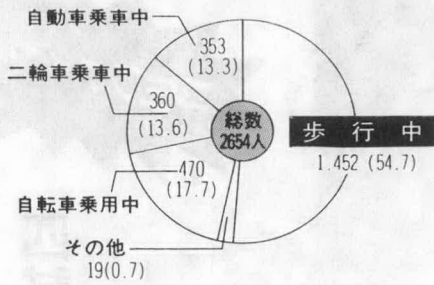 自動車乗車中
353
(13.3)
二輪車乗車中
360
(13.6)
総数
2654人
歩行中
1.452 (54.7)
470
(17.7)
自転車乗用中
その他
19(0.7)